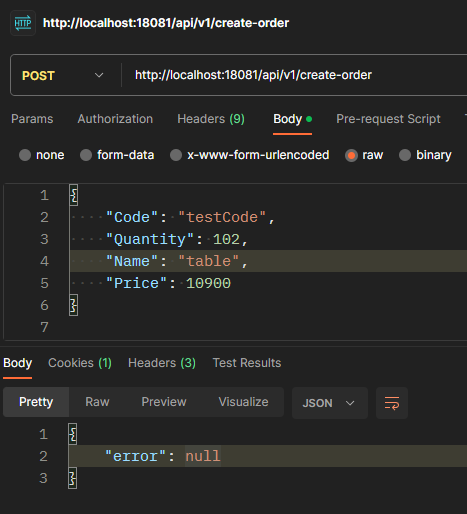 HTTP http://localhost:18081/api/v1/create-order
POST http://localhost:18081/api/v1/create-order
Params Authorization Headers (9) Body Pre-request Script
none form-data x-www-form-urlencoded raw binary
1 {
2 "Code": "testCode",
3 "Quantity": 102,
4 "Name": "table",
5 "Price": 10900
6 }
7
Body Cookies (1) Headers (3) Test Results
Pretty Raw Preview Visualize JSON
1 {
2 "error": null
3 }